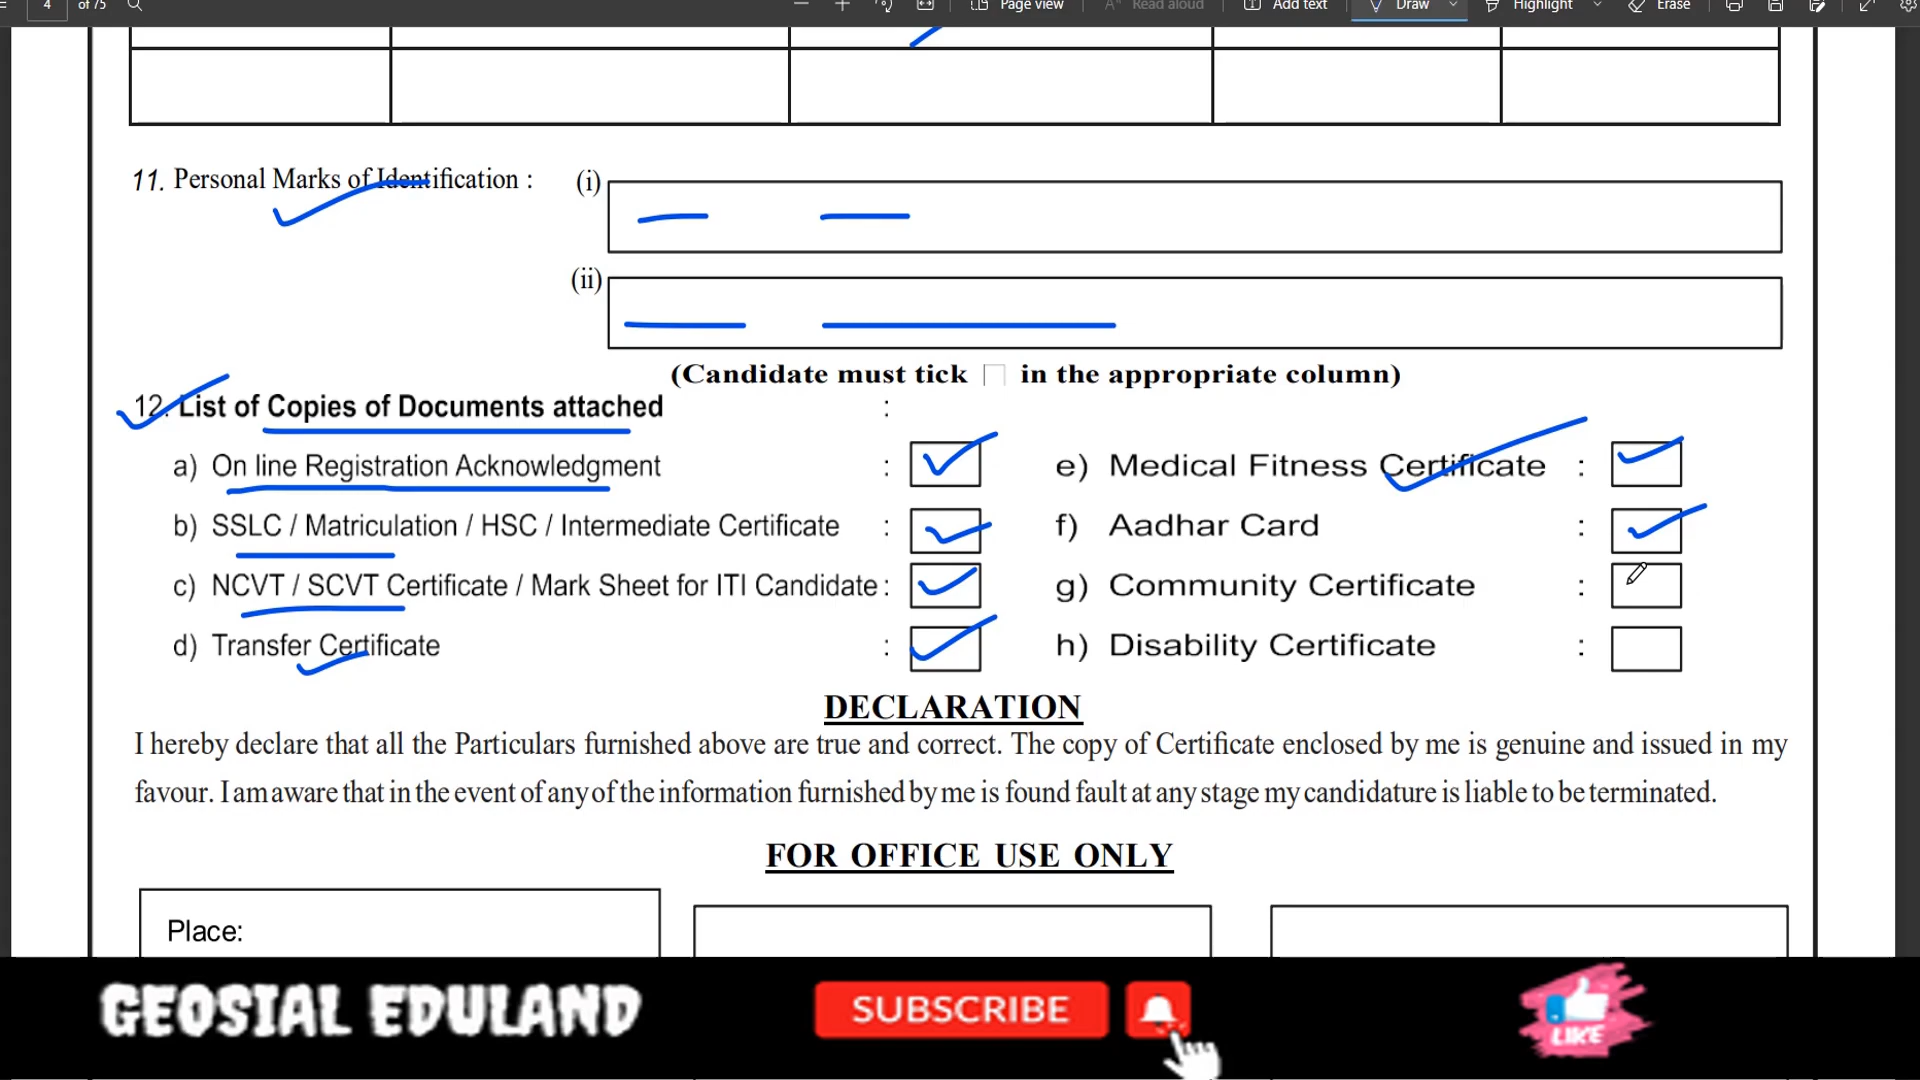 4 of 75 Page view Read aloud Add text Draw Highlight Erase
11. Personal Marks of Identification : (i)
(ii)
(Candidate must tick in the appropriate column)
12. List of Copies of Documents attached :
a) On line Registration Acknowledgment :
b) SSLC / Matriculation / HSC / Intermediate Certificate :
c) NCVT / SCVT Certificate / Mark Sheet for ITI Candidate :
d) Transfer Certificate :
e) Medical Fitness Certificate :
f) Aadhar Card :
g) Community Certificate :
h) Disability Certificate :
DECLARATION
I hereby declare that all the Particulars furnished above are true and correct. The copy of Certificate enclosed by me is genuine and issued in my
favour. I am aware that in the event of any of the information furnished by me is found fault at any stage my candidature is liable to be terminated.
FOR OFFICE USE ONLY
Place:
GEOSIAL EDULAND
SUBSCRIBE
LIKE